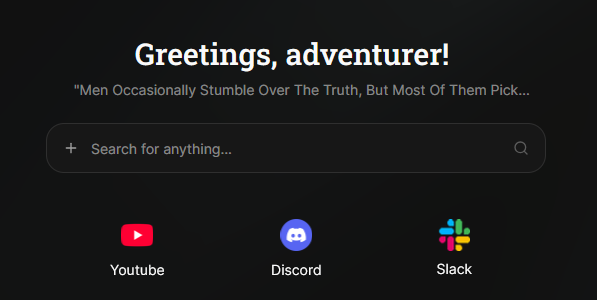 Greetings, adventurer!
"Men Occasionally Stumble Over The Truth, But Most Of Them Pick...
+ Search for anything...
Youtube Discord Slack